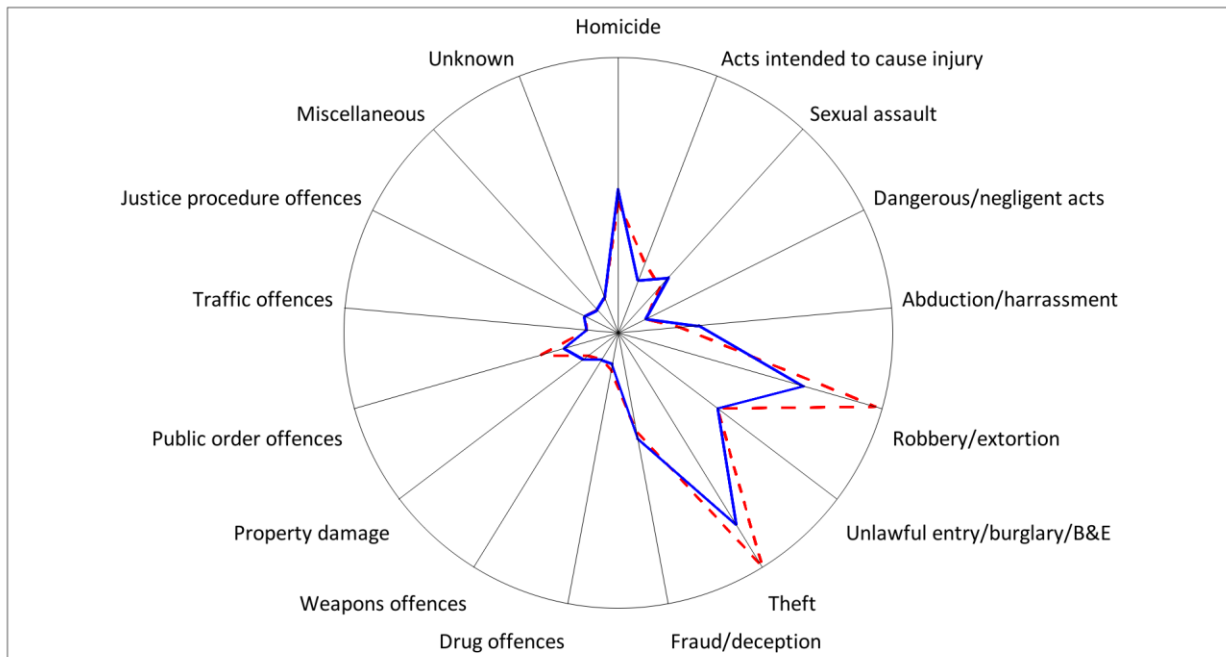 Homicide
Unknown
Acts intended to cause injury
Miscellaneous
Sexual assault
Justice procedure offences
Dangerous/negligent acts
Traffic offences
Abduction/harrassment
Public order offences
Robbery/extortion
Property damage
Unlawful entry/burglary/B&E
Weapons offences
Theft
Drug offences
Fraud/deception